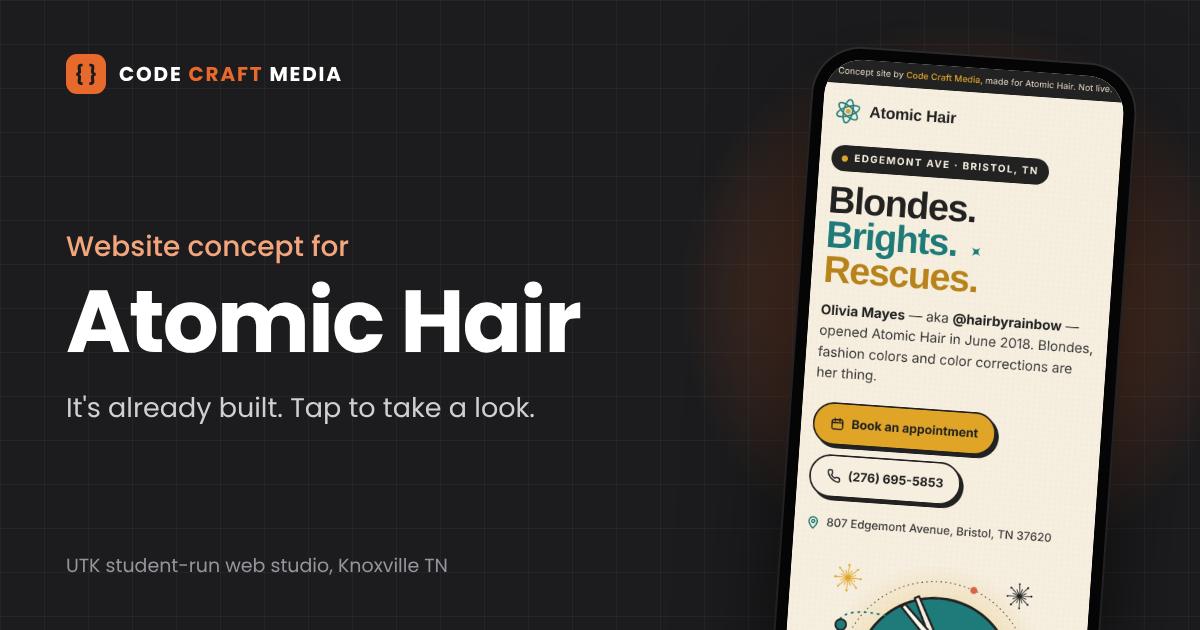 { } CODE CRAFT MEDIA
Website concept for
Atomic Hair
It's already built. Tap to take a look.
UTK student-run web studio, Knoxville TN
Concept site by Code Craft Media, made for Atomic Hair. Not live.
Atomic Hair
EDGEMONT AVE · BRISTOL, TN
Blondes.
Brights.
Rescues.
Olivia Mayes — aka @hairbyrainbow —
opened Atomic Hair in June 2018. Blondes,
fashion colors and color corrections are
her thing.
Book an appointment
(276) 695-5853
807 Edgemont Avenue, Bristol, TN 37620